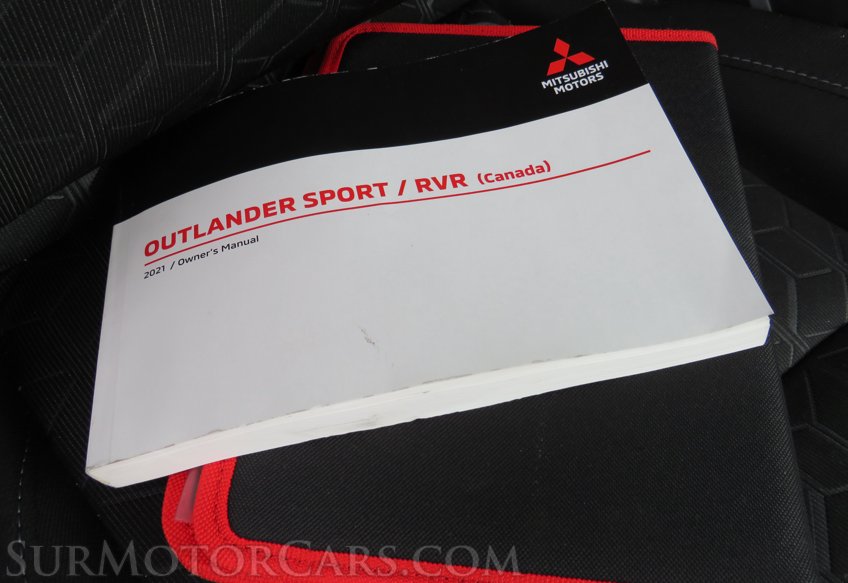 MITSUBISHI
MOTORS
OUTLANDER SPORT / RVR (Canada)
2021 / Owner's Manual
SurMotorCars.com